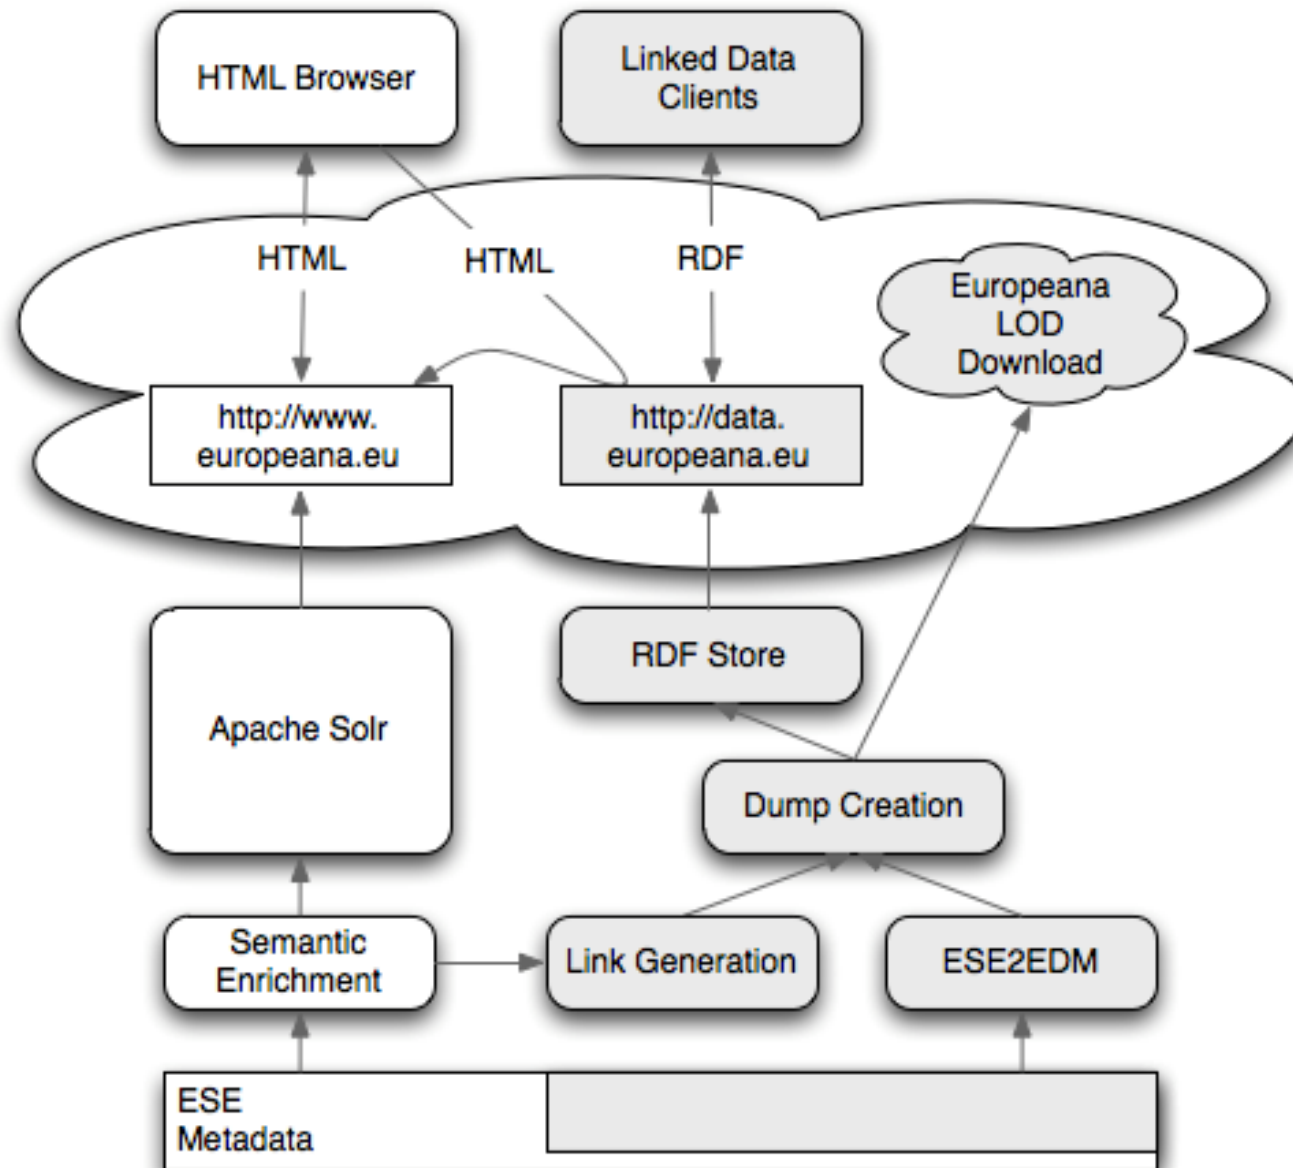 HTML Browser
Linked Data
Clients
HTML
HTML
RDF
Europeana
LOD
Download
http://www.
europeana.eu
http://data.
europeana.eu
RDF Store
Apache Solr
Dump Creation
Semantic
Enrichment
Link Generation
ESE2EDM
ESE
Metadata